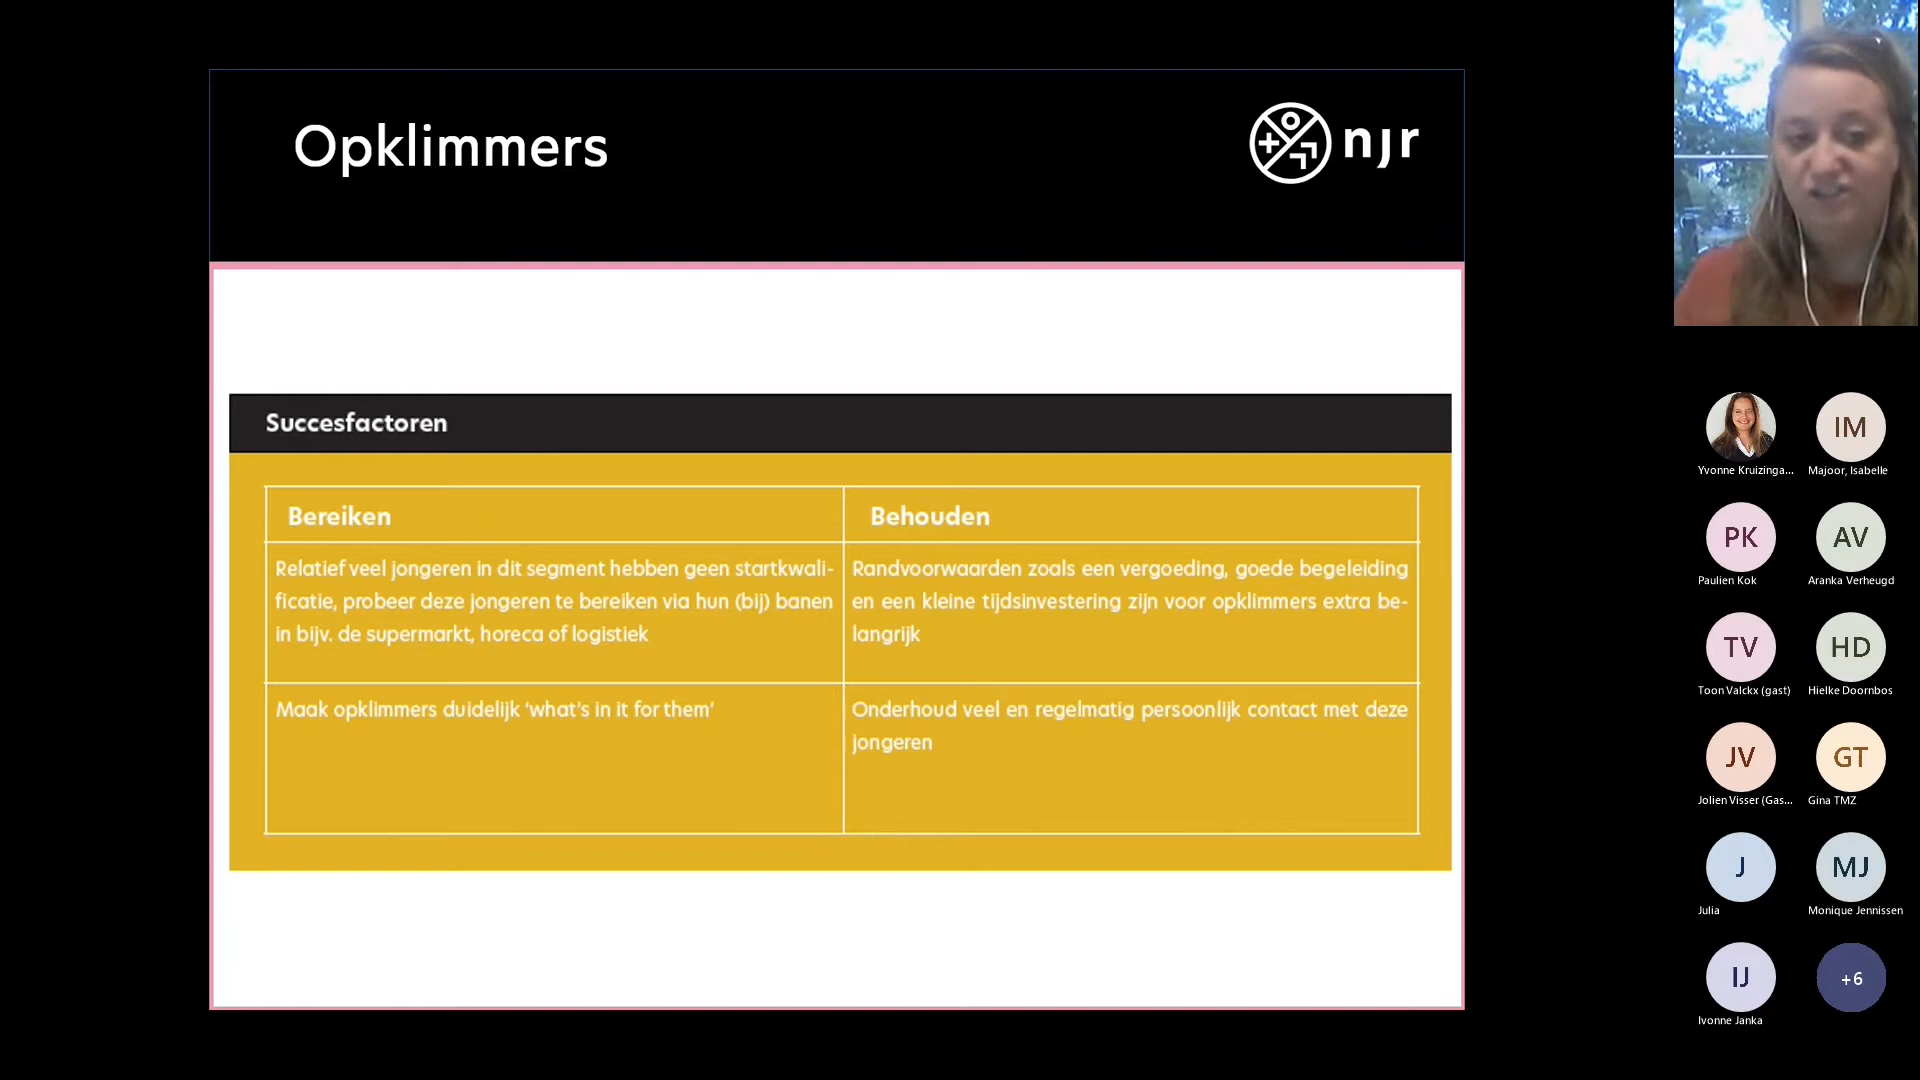 Opklimmers
njr
Succesfactoren
Bereiken
Behouden
Relatief veel jongeren in dit segment hebben geen startkwali-
ficatie, probeer deze jongeren te bereiken via hun (bij) banen
in bijv. de supermarkt, horeca of logistiek
Randvoorwaarden zoals een vergoeding, goede begeleiding
en een kleine tijdsinvestering zijn voor opklimmers extra be-
langrijk
Maak opklimmers duidelijk ‘what’s in it for them’
Onderhoud veel en regelmatig persoonlijk contact met deze
jongeren
Yvonne Kruizinga...
IM
Majoor, Isabelle
PK
Paulien Kok
AV
Aranka Verheugd
TV
Toon Valckx (gast)
HD
Hielke Doornbos
JV
Jolien Visser (Gas...
GT
Gina TMZ
J
Julia
MJ
Monique Jennissen
IJ
Ivonne Janka
+6